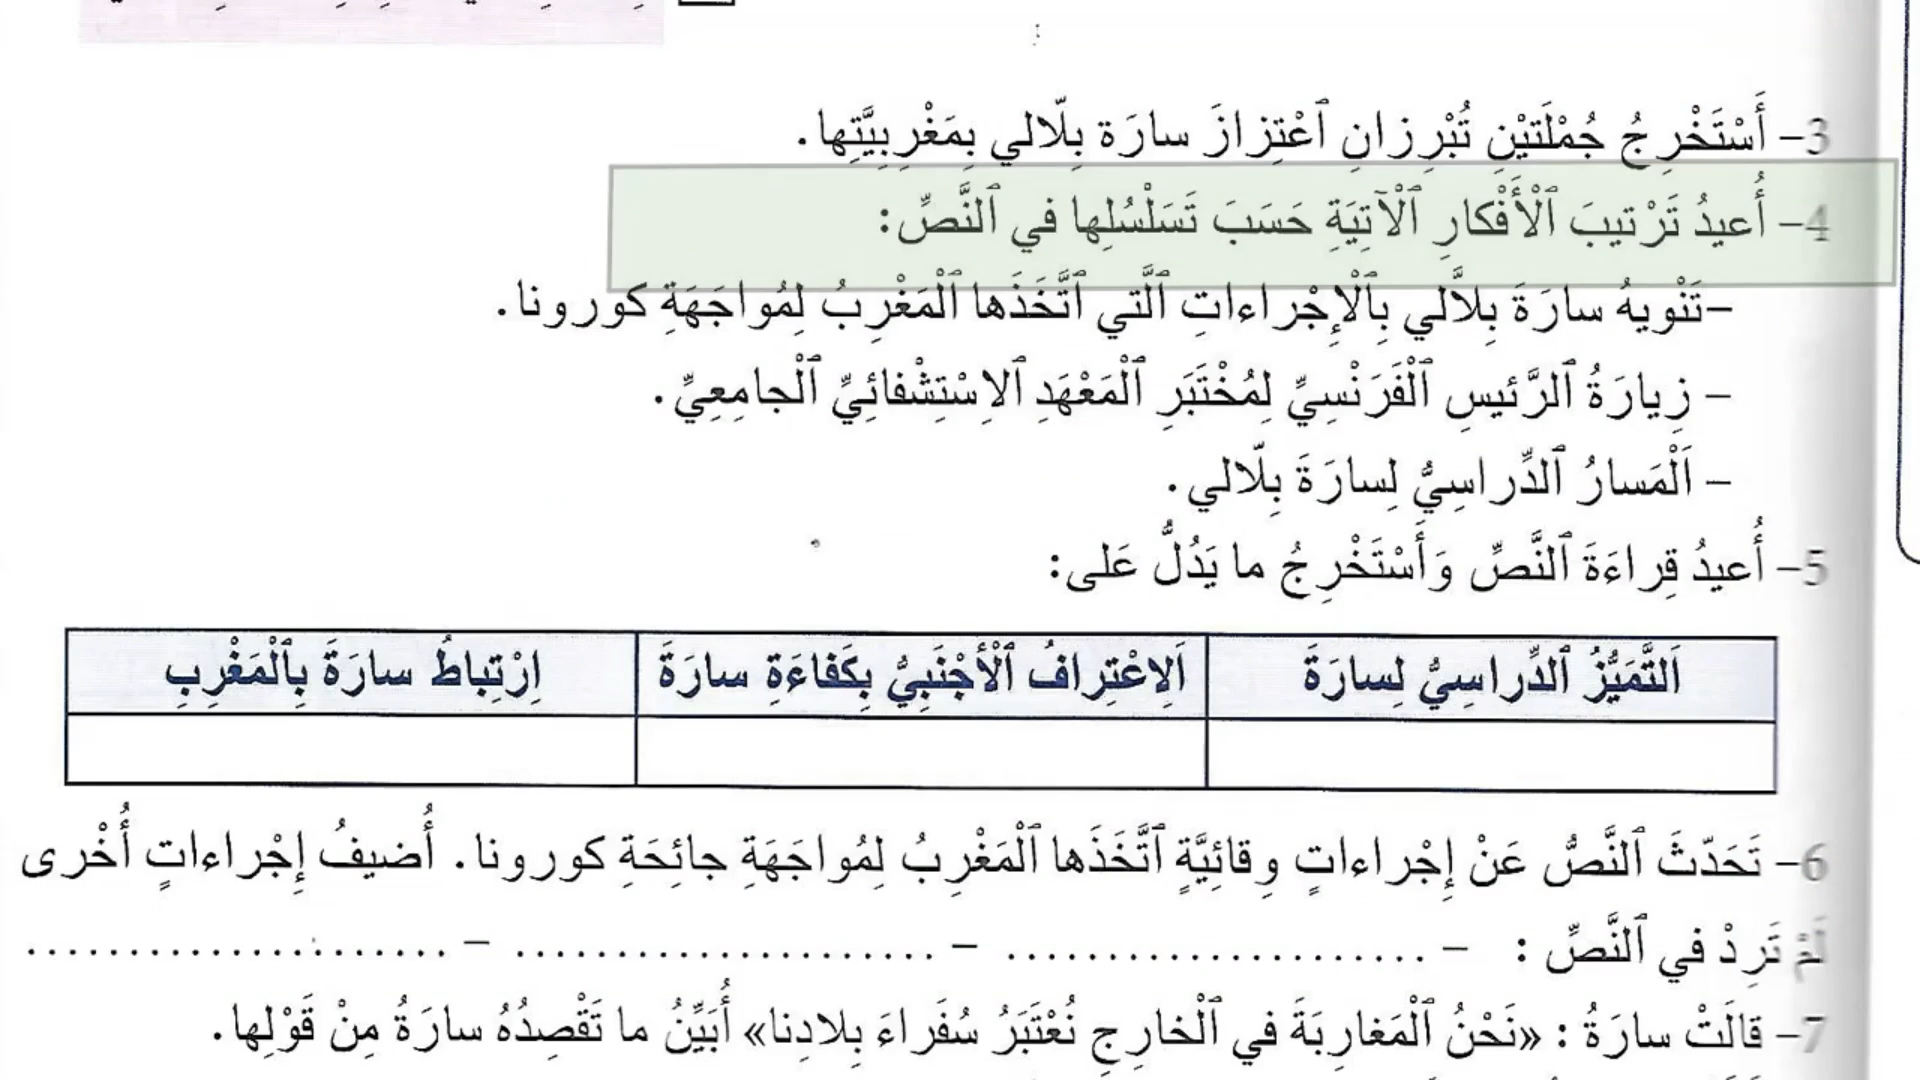 3- أَسْتَخْرِجُ جُمْلَتَيْنِ تُبْرِزانِ ٱعْتِزازَ سارَة بِلّالي بِمَغْرِبِيَّتِها.
4- أُعيدُ تَرْتيبَ ٱلْأَفْكارِ ٱلْآتِيَةِ حَسَبَ تَسَلْسُلِها في ٱلنَّصِّ:
-تَنْويهُ سارَةَ بِلاَّلي بِٱلْإِجْراءاتِ ٱلَّتي ٱتَّخَذَها ٱلْمَغْرِبُ لِمُواجَهَةِ كورونا.
- زِيارَةُ ٱلرَّئيسِ ٱلْفَرَنْسِيِّ لِمُخْتَبَرِ ٱلْمَعْهَدِ ٱلاِسْتِشْفائِيِّ ٱلْجامِعِيِّ.
- اَلْمَسارُ ٱلدِّراسِيُّ لِسارَةَ بِلّالي.
5- أُعيدُ قِراءَةَ ٱلنَّصِّ وَأَسْتَخْرِجُ ما يَدُلُّ عَلى:
اَلتَّمَيُّزُ ٱلدِّراسِيُّ لِسارَةَ
اَلِاعْتِرافُ ٱلْأَجْنَبِيُّ بِكَفاءَةِ سارَةَ
اِرْتِباطُ سارَةَ بِٱلْمَغْرِبِ
6- تَحَدّثَ ٱلنَّصُّ عَنْ إِجْراءاتٍ وِقائِيَّةٍ ٱتَّخَذَها ٱلْمَغْرِبُ لِمُواجَهَةِ جائِحَةِ كورونا. أُضيفُ إِجْراءاتٍ أُخْرى
لَمْ تَرِدْ في ٱلنَّصِّ : - ..................... - ..................... - .....................
7- قالَتْ سارَةُ : «نَحْنُ ٱلْمَغارِبَةَ في ٱلْخارِجِ نُعْتَبَرُ سُفَراءَ بِلادِنا» أُبَيِّنُ ما تَقْصِدُهُ سارَةُ مِنْ قَوْلِها.